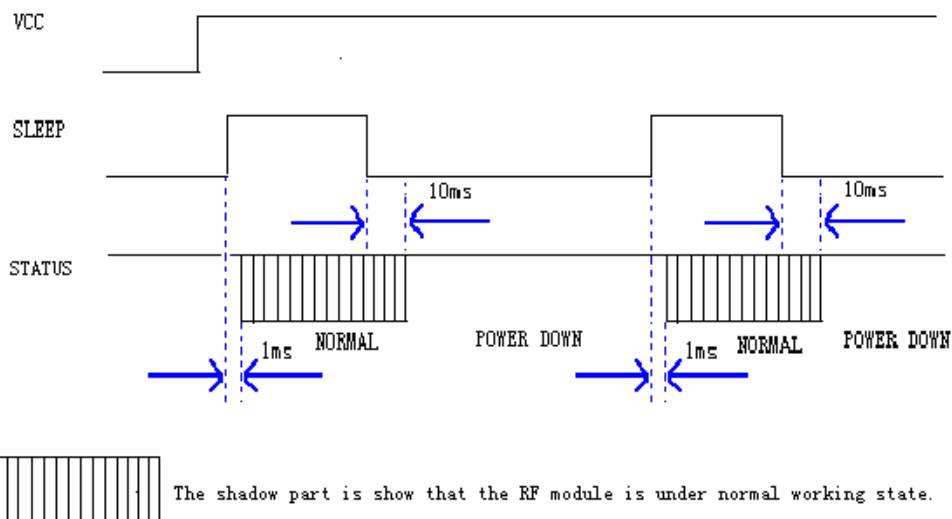 VCC
SLEEP
10ms 10ms
STATUS
1ms NORMAL POWER DOWN 1ms NORMAL POWER DOWN
The shadow part is show that the RF module is under normal working state.